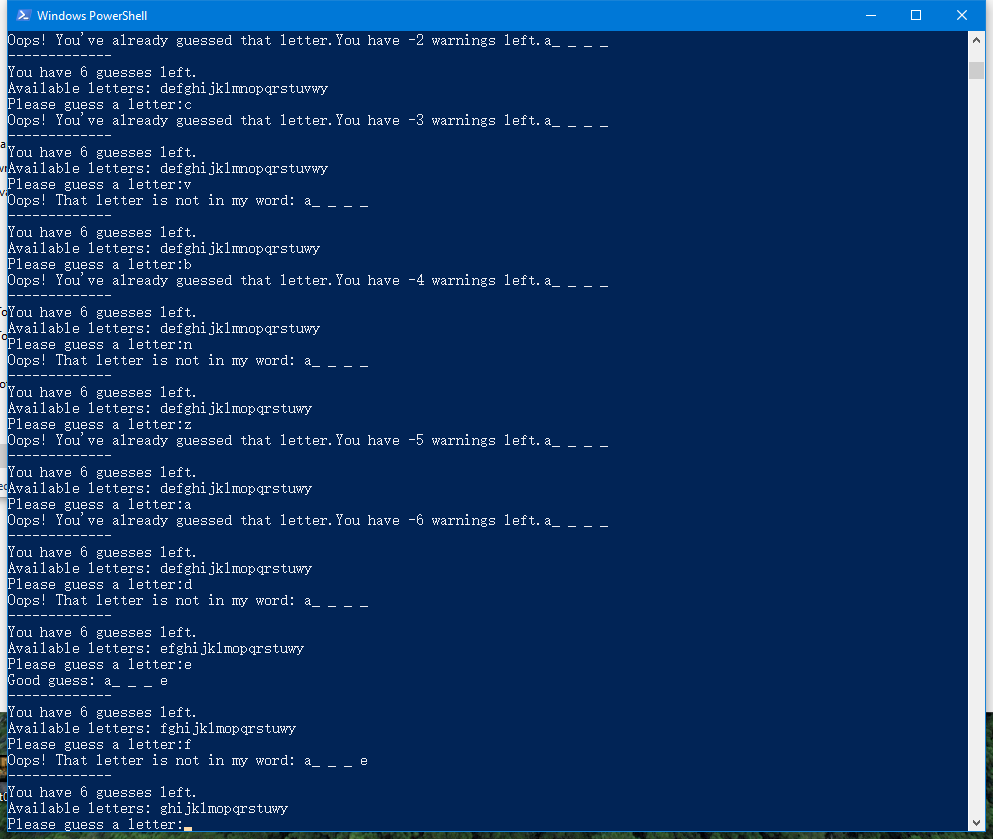 Windows PowerShell
Oops! You've already guessed that letter.You have -2 warnings left.a_ _ _ _
-------------
You have 6 guesses left.
Available letters: defghijklmnopqrstuvwy
Please guess a letter:c
Oops! You've already guessed that letter.You have -3 warnings left.a_ _ _ _
-------------
You have 6 guesses left.
Available letters: defghijklmnopqrstuvwy
Please guess a letter:v
Oops! That letter is not in my word: a_ _ _ _
-------------
You have 6 guesses left.
Available letters: defghijklmnopqrstuwy
Please guess a letter:b
Oops! You've already guessed that letter.You have -4 warnings left.a_ _ _ _
-------------
You have 6 guesses left.
Available letters: defghijklmnopqrstuwy
Please guess a letter:n
Oops! That letter is not in my word: a_ _ _ _
-------------
You have 6 guesses left.
Available letters: defghijklmopqrstuwy
Please guess a letter:z
Oops! You've already guessed that letter.You have -5 warnings left.a_ _ _ _
-------------
You have 6 guesses left.
Available letters: defghijklmopqrstuwy
Please guess a letter:a
Oops! You've already guessed that letter.You have -6 warnings left.a_ _ _ _
-------------
You have 6 guesses left.
Available letters: defghijklmopqrstuwy
Please guess a letter:d
Oops! That letter is not in my word: a_ _ _ _
-------------
You have 6 guesses left.
Available letters: efghijklmopqrstuwy
Please guess a letter:e
Good guess: a_ _ _ e
-------------
You have 6 guesses left.
Available letters: fghijklmopqrstuwy
Please guess a letter:f
Oops! That letter is not in my word: a_ _ _ e
-------------
You have 6 guesses left.
Available letters: ghijklmopqrstuwy
Please guess a letter: